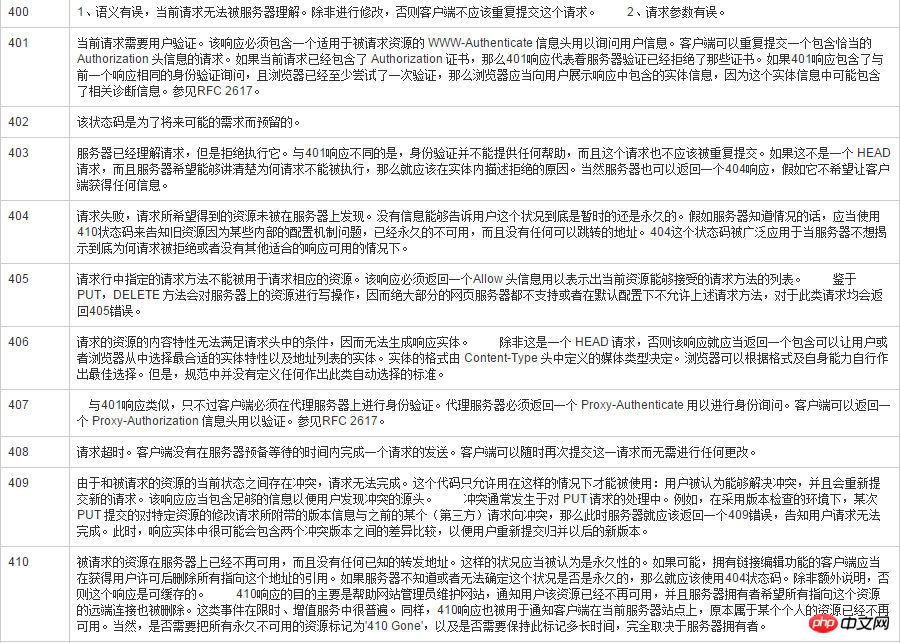 400 1、语义有误，当前请求无法被服务器理解。除非进行修改，否则客户端不应该重复提交这个请求。 2、请求参数有误。
401 当前请求需要用户验证。该响应必须包含一个适用于被请求资源的 WWW-Authenticate 信息头用以询问用户信息。客户端可以重复提交一个包含恰当的
Authorization 头信息的请求。如果当前请求已经包含了 Authorization 证书，那么401响应代表着服务器验证已经拒绝了那些证书。如果401响应包含了与
前一个响应相同的身份验证询问，且浏览器已经至少尝试了一次验证，那么浏览器应当向用户展示响应中包含的实体信息，因为这个实体信息中可能包含
了相关诊断信息。参见RFC 2617。
402 该状态码是为了将来可能的需求而预留的。
403 服务器已经理解请求，但是拒绝执行它。与401响应不同的是，身份验证并不能提供任何帮助，而且这个请求也不应该被重复提交。如果这不是一个 HEAD
请求，而且服务器希望能够讲清楚为何请求不能被执行，那么就应该在实体内描述拒绝的原因。当然服务器也可以返回一个404响应，假如它不希望让客户
端获得任何信息。
404 请求失败，请求所希望得到的资源未被在服务器上发现。没有信息能够告诉用户这个状况到底是暂时的还是永久的。假如服务器知道情况的话，应当使用
410状态码来告知旧资源因为某些内部的配置机制问题，已经永久的不可用，而且没有任何可以跳转的地址。404这个状态码被广泛应用于当服务器不想揭
示到底为何请求被拒绝或者没有其他适合的响应可用的情况下。
405 请求行中指定的请求方法不能被用于请求相应的资源。该响应必须返回一个Allow 头信息用以表示出当前资源能够接受的请求方法的列表。 鉴于
PUT，DELETE 方法会对服务器上的资源进行写操作，因而绝大部分的网页服务器都不支持或者在默认配置下不允许上述请求方法，对于此类请求均会返
回405错误。
406 请求的资源的内容特性无法满足请求头中的条件，因而无法生成响应实体。 除非这是一个 HEAD 请求，否则该响应就应当返回一个包含可以让用户或
者浏览器从中选择最合适的实体特性以及地址列表的实体。实体的格式由 Content-Type 头中定义的媒体类型决定。浏览器可以根据格式及自身能力自行作
出最佳选择。但是，规范中并没有定义任何作出此类自动选择的标准。
407 与401响应类似，只不过客户端必须在代理服务器上进行身份验证。代理服务器必须返回一个 Proxy-Authenticate 用以进行身份询问。客户端可以返回一
个 Proxy-Authorization 信息头用以验证。参见RFC 2617。
408 请求超时。客户端没有在服务器预备等待的时间内完成一个请求的发送。客户端可以随时再次提交这一请求而无需进行任何更改。
409 由于和被请求的资源的当前状态之间存在冲突，请求无法完成。这个代码只允许用在这样的情况下才能被使用：用户被认为能够解决冲突，并且会重新提
交新的请求。该响应应当包含足够的信息以便用户发现冲突的源头。 冲突通常发生于对 PUT 请求的处理中。例如，在采用版本检查的环境下，某次
PUT 提交的对特定资源的修改请求所附带的版本信息与之前的某个（第三方）请求向冲突，那么此时服务器就应该返回一个409错误，告知用户请求无法
完成。此时，响应实体中很可能会包含两个冲突版本之间的差异比较，以便用户重新提交归并以后的新版本。
410 被请求的资源在服务器上已经不再可用，而且没有任何已知的转发地址。这样的状况应当被认为是永久性的。如果可能，拥有链接编辑功能的客户端应当
在获得用户许可后删除所有指向这个地址的引用。如果服务器不知道或者无法确定这个状况是否是永久的，那么就应该使用404状态码。除非额外说明，否
则这个响应是可缓存的。 410响应的目的主要是帮助网站管理员维护网站，通知用户该资源已经不再可用，并且服务器拥有者希望所有指向这个资源
的远端连接也被删除。这类事件在限时、增值服务中很普遍。同样，410响应也被用于通知客户端在当前服务器站点上，原本属于某个个人的资源已经不再
可用。当然，是否需要把所有永久不可用的资源标记为'410 Gone'，以及是否需要保持此标记多长时间，完全取决于服务器拥有者。
php 中文网